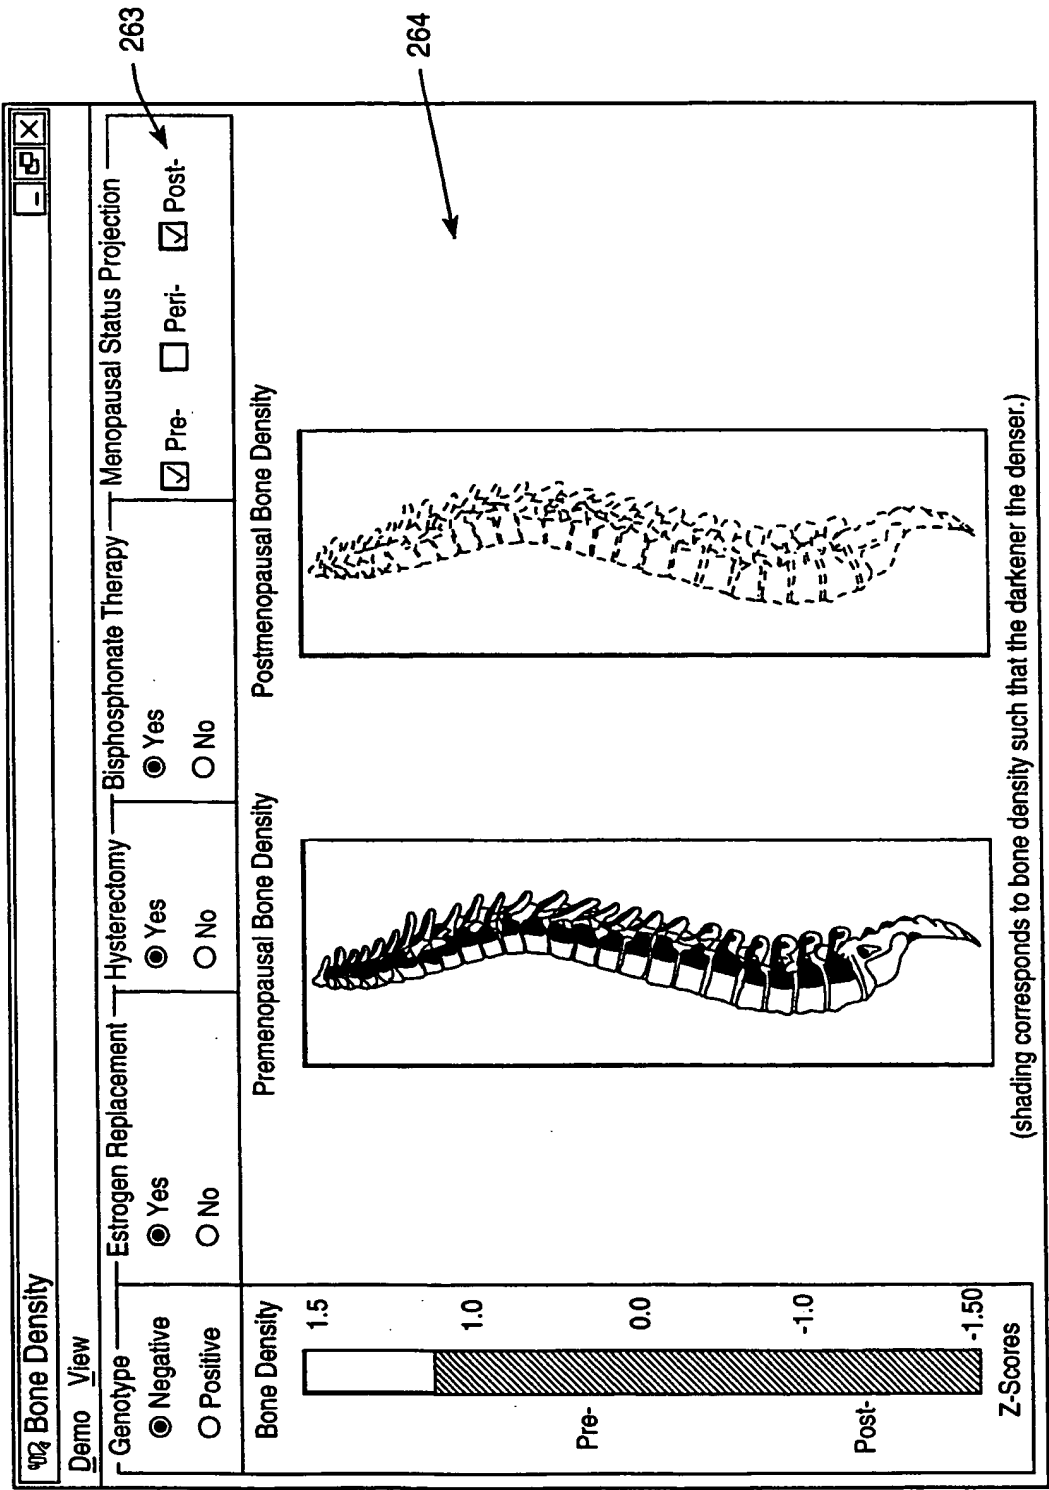 Bone Density
Demo View
Genotype
Negative
Positive
Estrogen Replacement
Yes
No
Hysterectomy
Yes
No
Bisphosphonate Therapy
Yes
No
Menopausal Status Projection
Pre-
Peri-
Post-
263
264
Bone Density
1.5
1.0
0.0
-1.0
-1.50
Pre-
Post-
Z-Scores
Premenopausal Bone Density
Postmenopausal Bone Density
(shading corresponds to bone density such that the darkener the denser.)